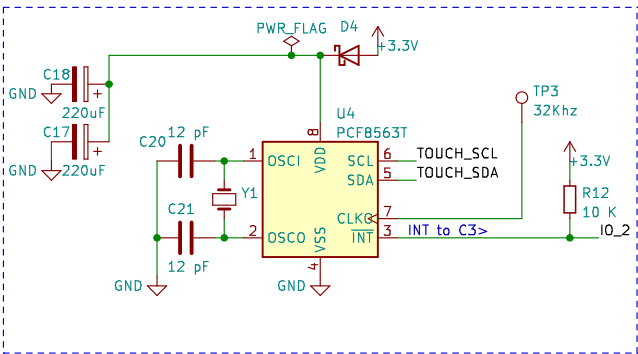 PWR_FLAG
D4
+3.3V
C18
GND
+
220uF
C17
GND
+
220uF
C20
12 pF
Y1
C21
12 pF
GND
U4
PCF8563T
8
VDD
1
OSCI
2
OSCO
VSS
4
GND
SCL
6
TOUCH_SCL
SDA
5
TOUCH_SDA
CLKO
7
INT
3
INT to C3>
TP3
32Khz
+3.3V
R12
10 K
IO_2